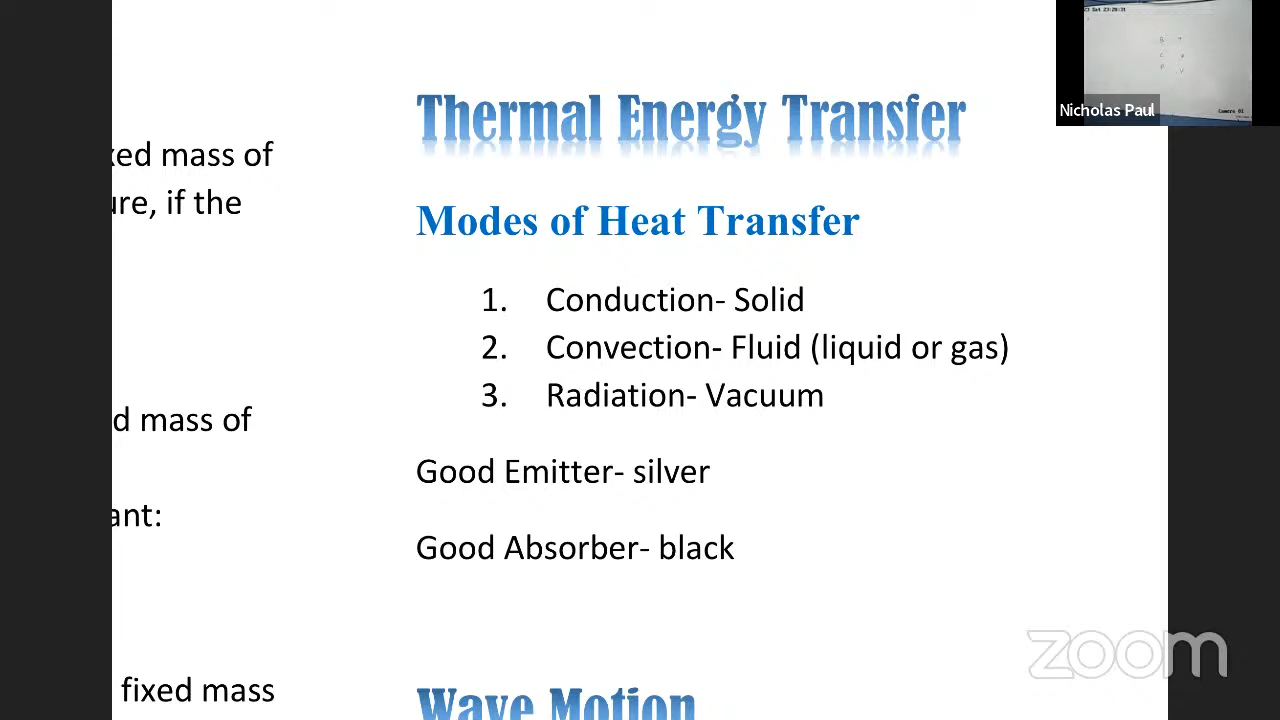 Thermal Energy Transfer
Nicholas Paul
xed mass of
ure, if the
Modes of Heat Transfer
1. Conduction- Solid
2. Convection- Fluid (liquid or gas)
3. Radiation- Vacuum
d mass of
Good Emitter- silver
ant:
Good Absorber- black
zoom
fixed mass
Wave Motion